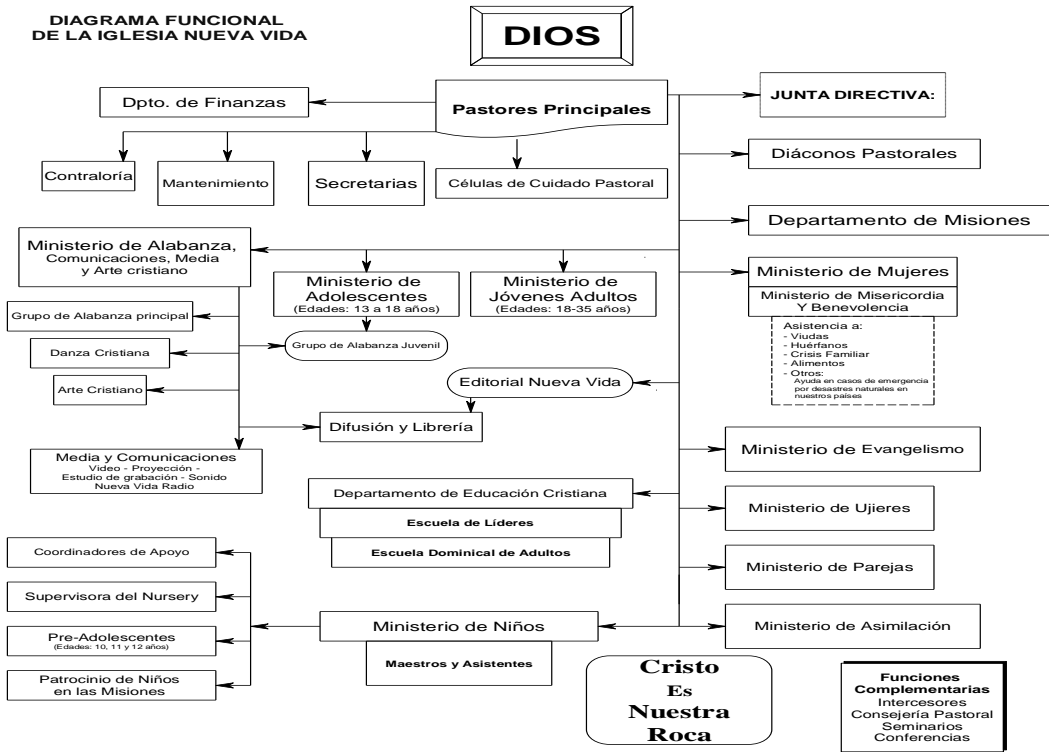 DIAGRAMA FUNCIONAL
DE LA IGLESIA NUEVA VIDA
DIOS
Dpto. de Finanzas
Pastores Principales
JUNTA DIRECTIVA:
Contraloría
Mantenimiento
Secretarias
Células de Cuidado Pastoral
Diáconos Pastorales
Departamento de Misiones
Ministerio de Alabanza,
Comunicaciones, Media
y Arte cristiano
Ministerio de
Adolescentes
(Edades: 13 a 18 años)
Ministerio de
Jóvenes Adultos
(Edades: 18-35 años)
Ministerio de Mujeres
Ministerio de Misericordia
Y Benevolencia
Asistencia a:
- Viudas
- Huérfanos
- Crisis Familiar
- Alimentos
- Otros:
Ayuda en casos de emergencia
por desastres naturales en
nuestros países
Grupo de Alabanza principal
Danza Cristiana
Arte Cristiano
Grupo de Alabanza Juvenil
Editorial Nueva Vida
Difusión y Librería
Media y Comunicaciones
Video - Proyección -
Estudio de grabación - Sonido
Nueva Vida Radio
Ministerio de Evangelismo
Departamento de Educación Cristiana
Escuela de Líderes
Escuela Dominical de Adultos
Ministerio de Ujieres
Ministerio de Parejas
Coordinadores de Apoyo
Supervisora del Nursery
Pre-Adolescentes
(Edades: 10, 11 y 12 años)
Patrocinio de Niños
en las Misiones
Ministerio de Niños
Maestros y Asistentes
Ministerio de Asimilación
Cristo
Es
Nuestra
Roca
Funciones
Complementarias
Intercesores
Consejería Pastoral
Seminarios
Conferencias